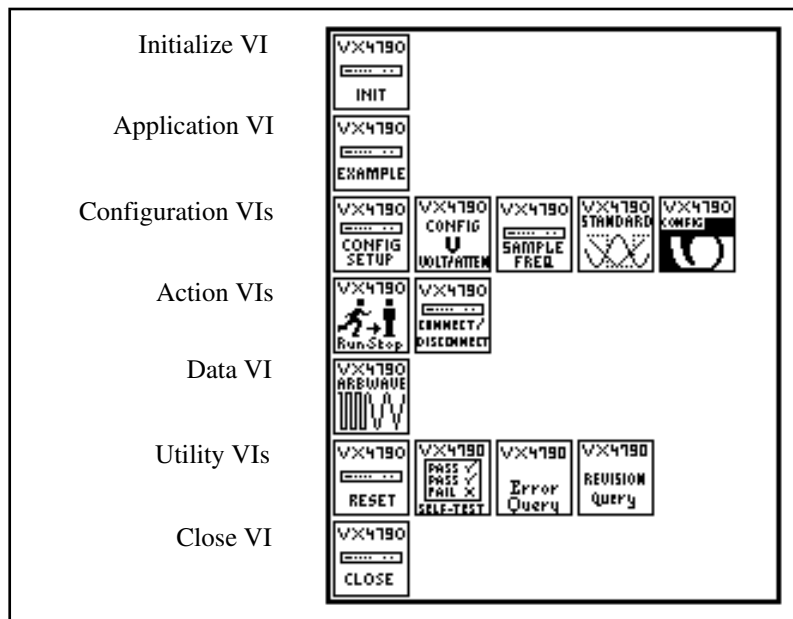 Initialize VI
VX4790
INIT
Application VI
VX4790
EXAMPLE
Configuration VIs
VX4790
CONFIG
SETUP
VX4790
CONFIG
V
VOLT/ATTEN
VX4790
SAMPLE
FREQ
VX4790
STANDARD
VX4790
CONFIG
Action VIs
VX4790
Run-Stop
VX4790
CONNECT/
DISCONNECT
Data VI
VX4790
ARBWAVE
Utility VIs
VX4790
RESET
VX4790
PASS ✓
PASS ✓
FAIL X
SELF-TEST
VX4790
Error
Query
VX4790
REVISION
Query
Close VI
VX4790
CLOSE